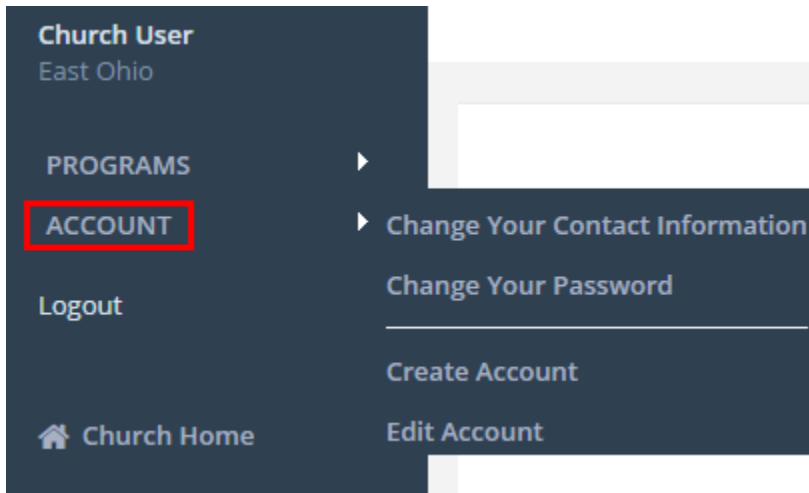 Church User
East Ohio
PROGRAMS
ACCOUNT
Logout
Church Home
Change Your Contact Information
Change Your Password
Create Account
Edit Account